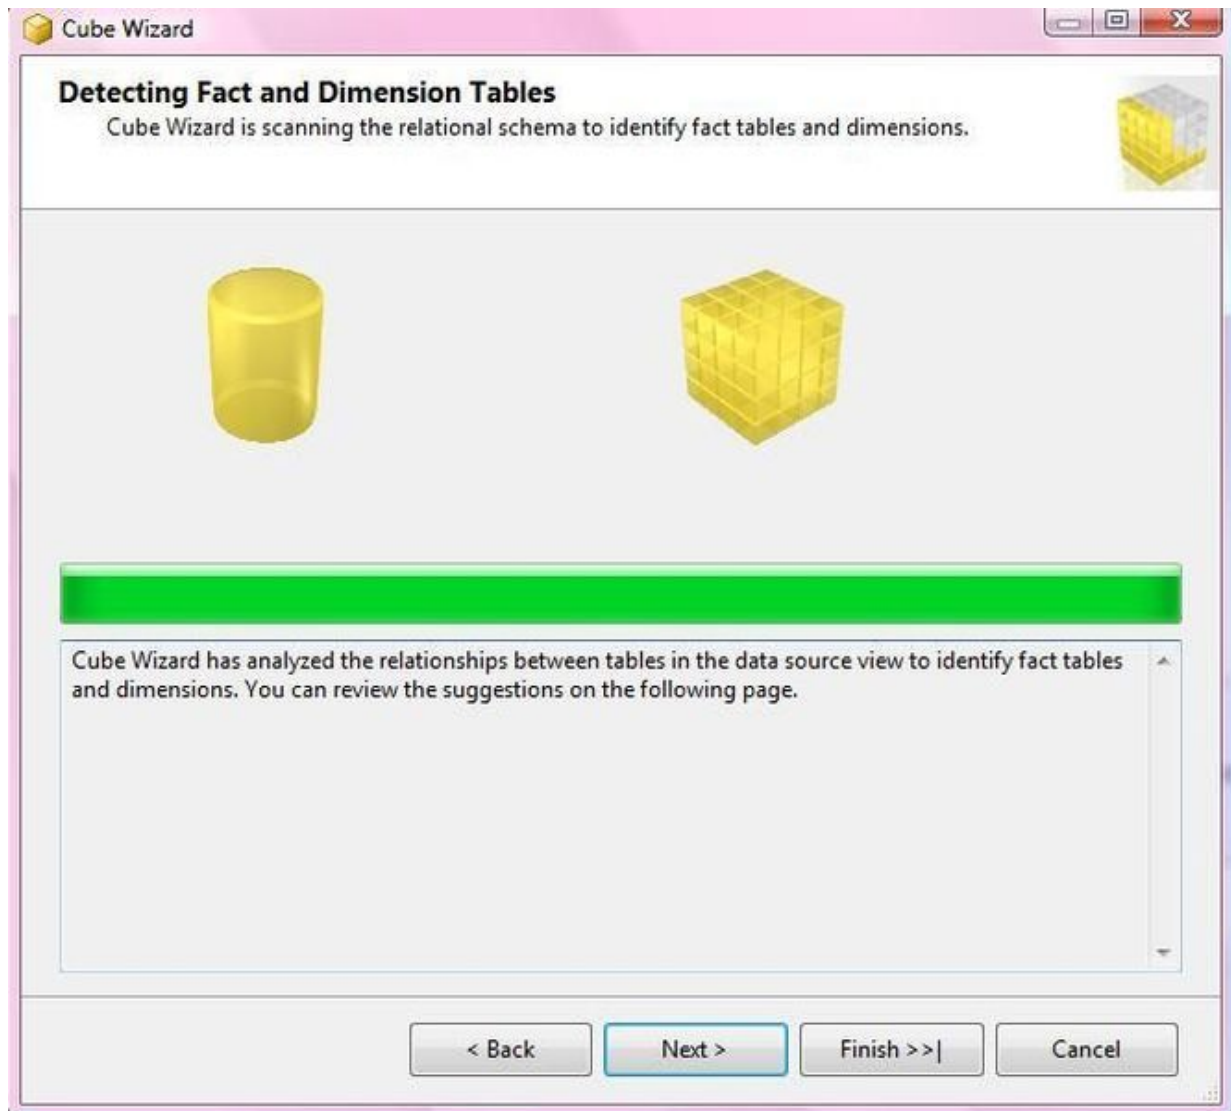 Cube Wizard
Detecting Fact and Dimension Tables
Cube Wizard is scanning the relational schema to identify fact tables and dimensions.
Cube Wizard has analyzed the relationships between tables in the data source view to identify fact tables
and dimensions. You can review the suggestions on the following page.
< Back Next > Finish >>| Cancel